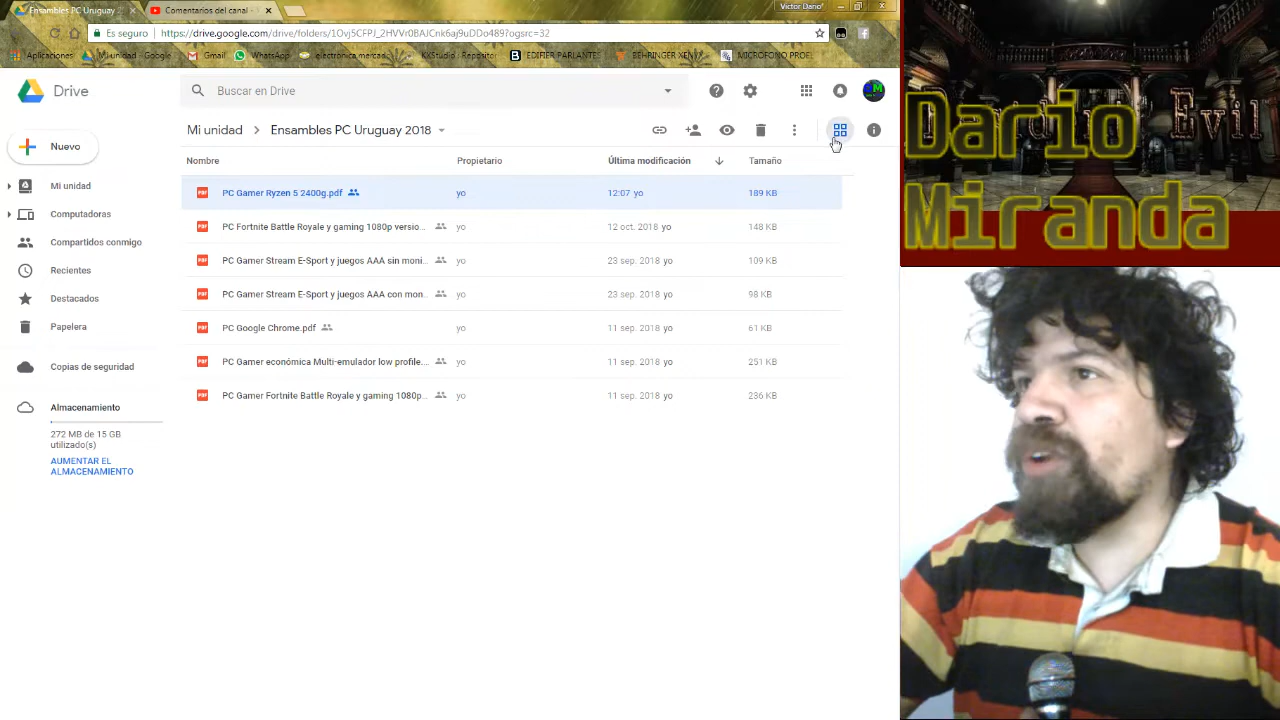 Ensambles PC Uruguay 2
Comentarios del canal -
Victor Dario
Es seguro
https://drive.google.com/drive/folders/1Ovj5CFPJ_2HVVr0BAJCnk6aj9uDDo489?ogsrc=32
Aplicaciones
Mi unidad - Google
Gmail
WhatsApp
electronica mercado
KXStudio : Repositor
EDIFIER PARLANTES
BEHRINGER XENYX
MICROFONO PROEL
Drive
Buscar en Drive
Nuevo
Mi unidad
Computadoras
Compartidos conmigo
Recientes
Destacados
Papelera
Copias de seguridad
Almacenamiento
272 MB de 15 GB
utilizado(s)
AUMENTAR EL
ALMACENAMIENTO
Mi unidad > Ensambles PC Uruguay 2018
Nombre Propietario Última modificación Tamaño
PC Gamer Ryzen 5 2400g.pdf yo 12:07 yo 189 KB
PC Fortnite Battle Royale y gaming 1080p versio... yo 12 oct. 2018 yo 148 KB
PC Gamer Stream E-Sport y juegos AAA sin moni... yo 23 sep. 2018 yo 109 KB
PC Gamer Stream E-Sport y juegos AAA con mon... yo 23 sep. 2018 yo 98 KB
PC Google Chrome.pdf yo 11 sep. 2018 yo 61 KB
PC Gamer económica Multi-emulador low profile.... yo 11 sep. 2018 yo 251 KB
PC Gamer Fortnite Battle Royale y gaming 1080p... yo 11 sep. 2018 yo 236 KB
Dario
Miranda
Evil